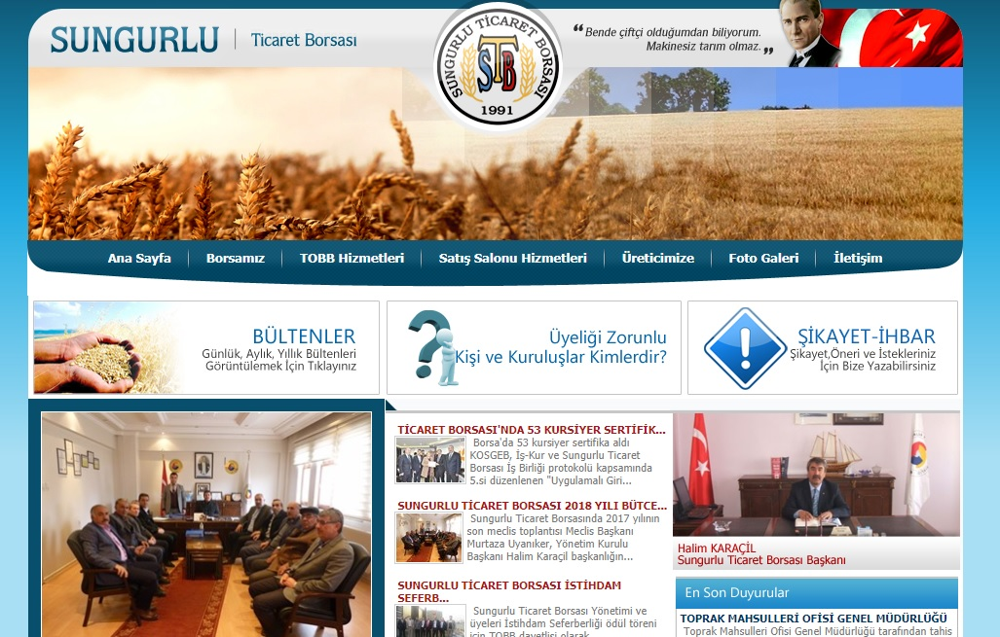 SUNGURLU
Ticaret Borsası
SUNGURLU TİCARET BORSASI
STB
1991
“Bende çiftçi olduğumdan biliyorum.
Makinesiz tarım olmaz.„
Ana Sayfa
Borsamız
TOBB Hizmetleri
Satış Salonu Hizmetleri
Üreticimize
Foto Galeri
İletişim
BÜLTENLER
Günlük, Aylık, Yıllık Bültenleri
Görüntülemek İçin Tıklayınız
Üyeliği Zorunlu
Kişi ve Kuruluşlar Kimlerdir?
ŞİKAYET-İHBAR
Şikayet,Öneri ve İstekleriniz
İçin Bize Yazabilirsiniz
TİCARET BORSASI'NDA 53 KURSİYER SERTİFİK...
Borsa'da 53 kursiyer sertifika aldı
KOSGEB, İş-Kur ve Sungurlu Ticaret
Borsası İş Birliği protokolü kapsamında
5.si düzenlenen "Uygulamalı Giri...
SUNGURLU TİCARET BORSASI 2018 YILI BÜTCE...
Sungurlu Ticaret Borsasında 2017 yılının
son meclis toplantısı Meclis Başkanı
Murtaza Uyanıker, Yönetim Kurulu
Başkanı Halim Karaçil başkanlığın...
SUNGURLU TİCARET BORSASI İSTİHDAM
SEFERB...
Sungurlu Ticaret Borsası Yönetimi ve
üyeleri İstihdam Seferberliği ödül töreni
için TOBB davetlisi olarak
Halim KARAÇİL
Sungurlu Ticaret Borsası Başkanı
En Son Duyurular
TOPRAK MAHSULLERİ OFİSİ GENEL MÜDÜRLÜĞÜ
Toprak Mahsulleri Ofisi Genel Müdürlüğü tarafından tahis